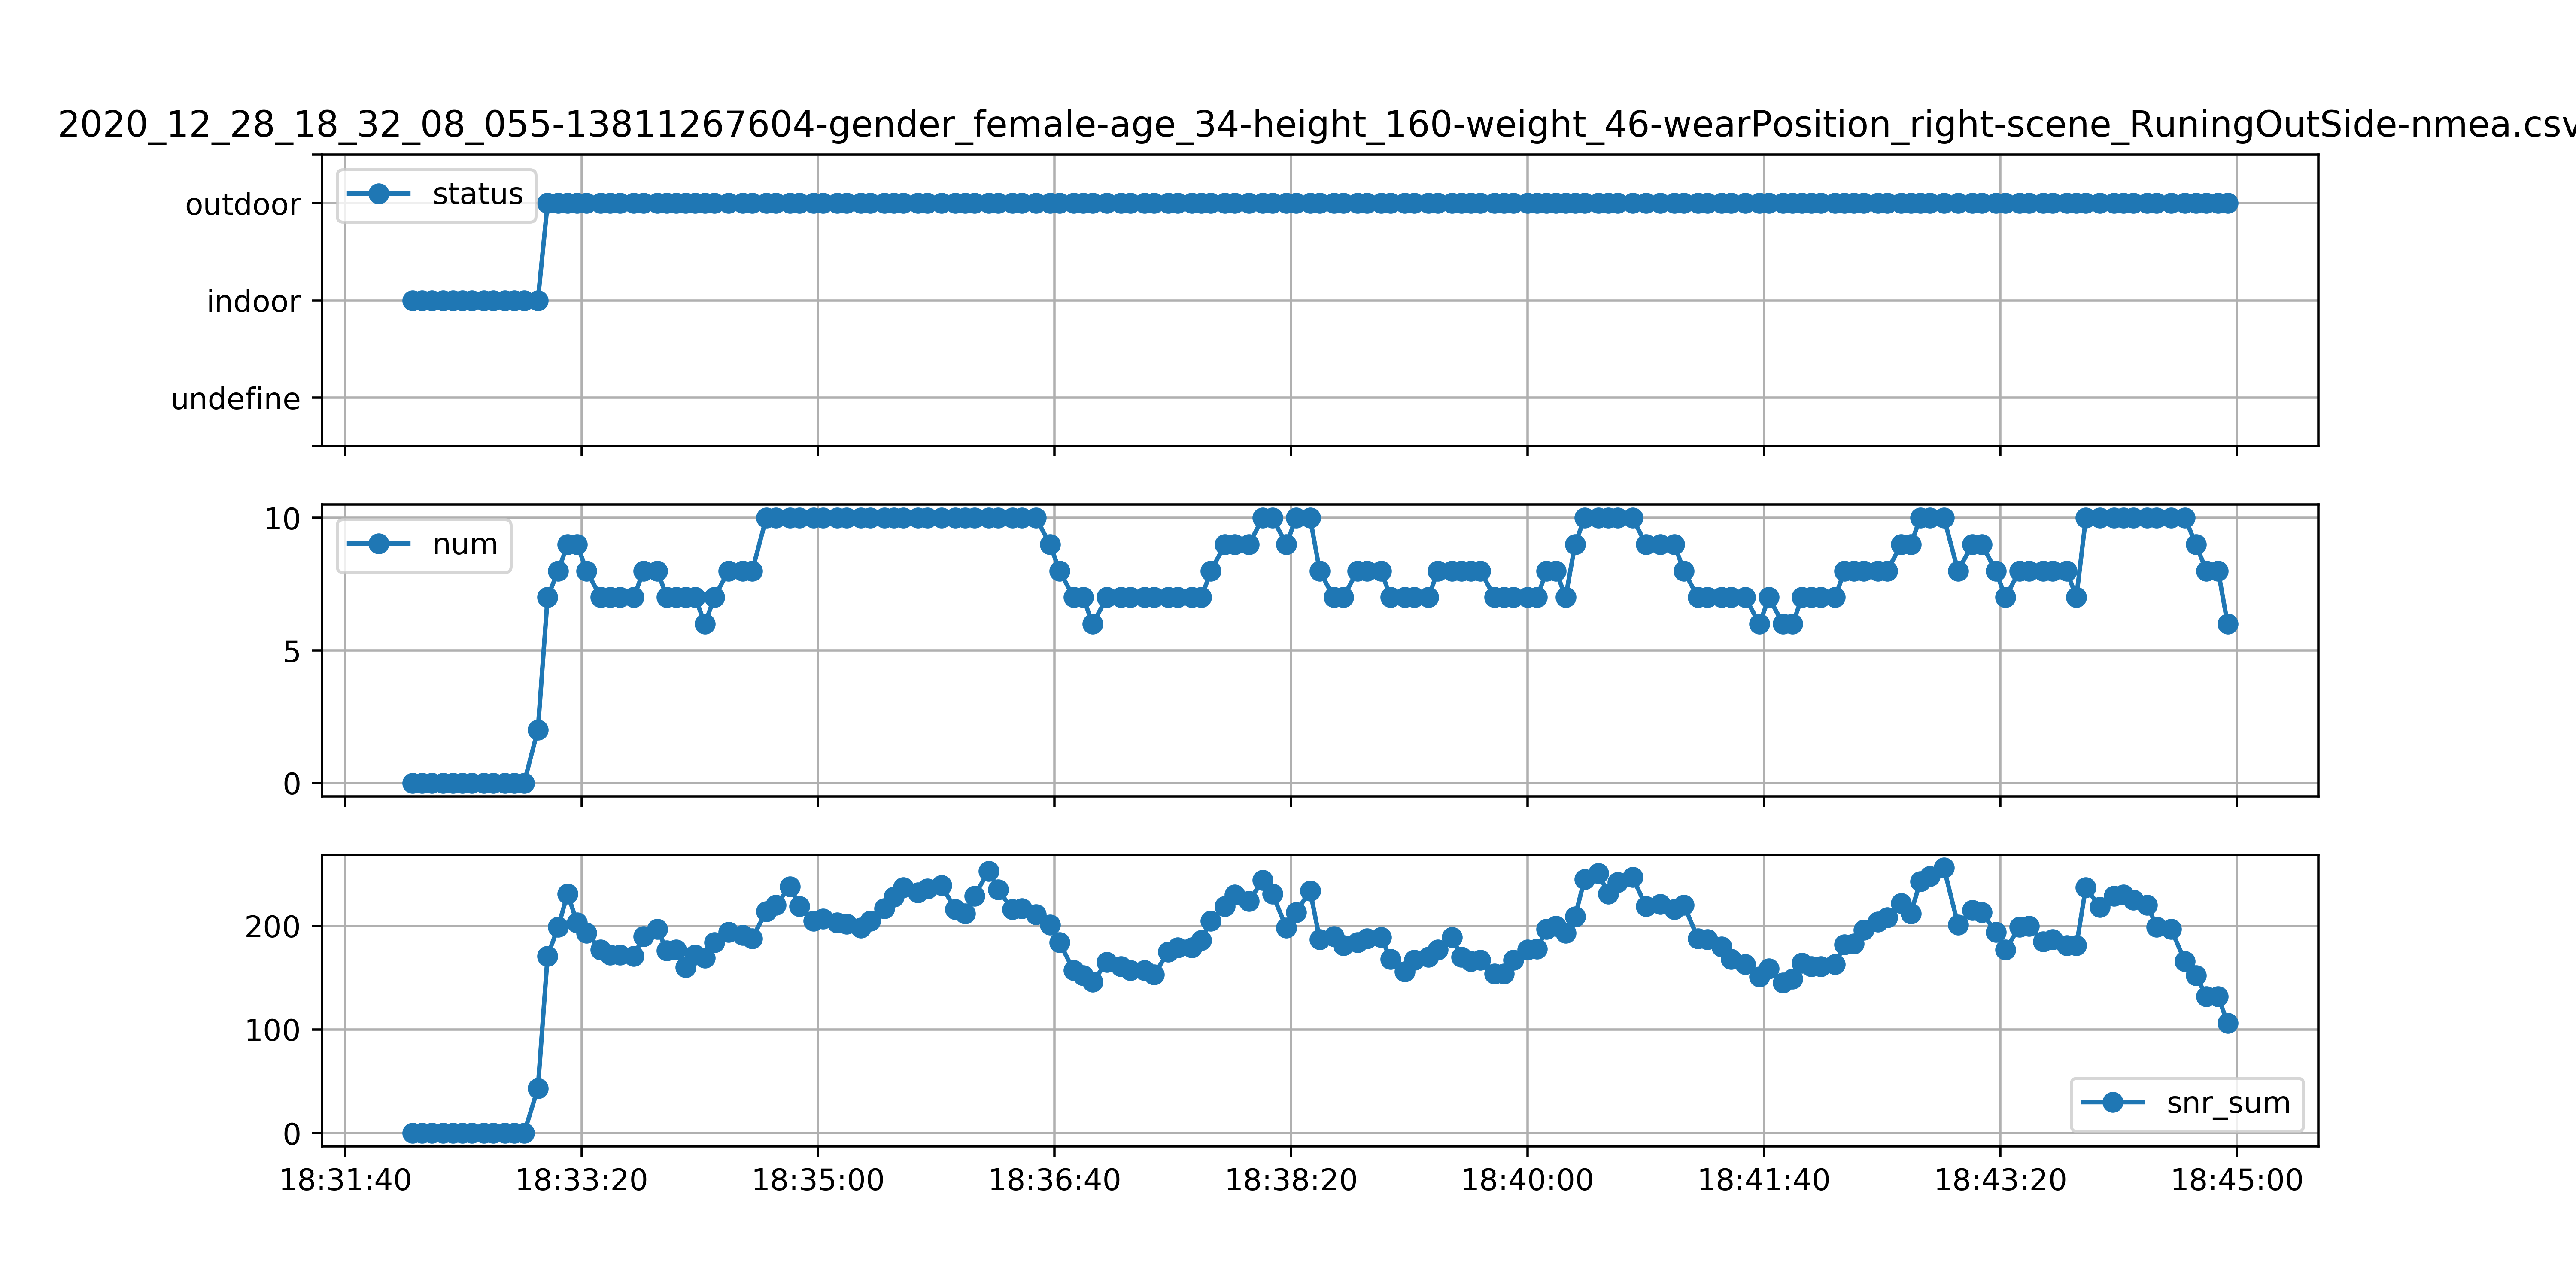 2020_12_28_18_32_08_055-13811267604-gender_female-age_34-height_160-weight_46-wearPosition_right-scene_RuningOutSide-nmea.csv
status
outdoor
indoor
undefine
num
10
5
0
200
100
0
snr_sum
18:31:40 18:33:20 18:35:00 18:36:40 18:38:20 18:40:00 18:41:40 18:43:20 18:45:00